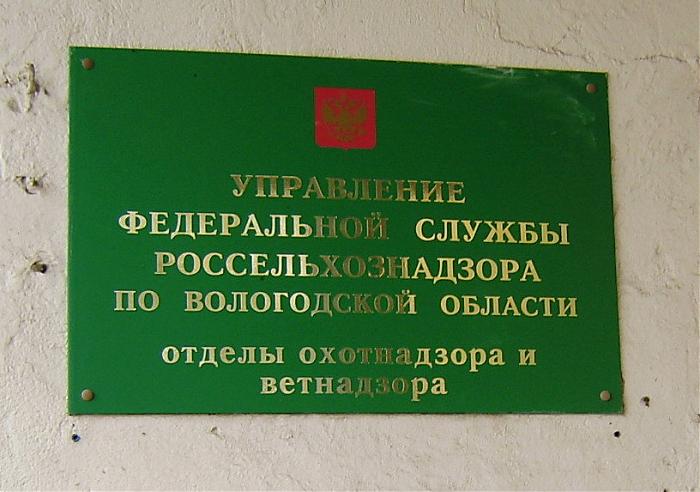 УПРАВЛЕНИЕ
ФЕДЕРАЛЬНОЙ СЛУЖБЫ
РОССЕЛЬХОЗНАДЗОРА
ПО ВОЛОГОДСКОЙ ОБЛАСТИ
отделы охотнадзора и
ветнадзора